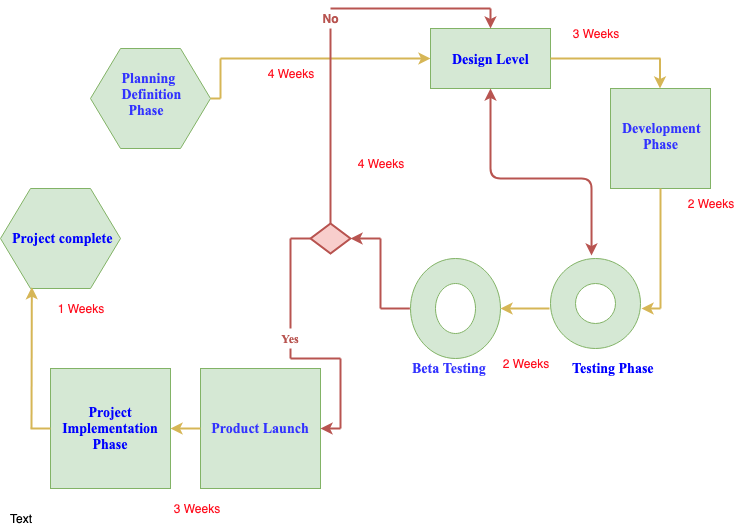 No
3 Weeks
Design Level
4 Weeks
Planning
Definition
Phase
Development
Phase
4 Weeks
2 Weeks
Project complete
1 Weeks
Yes
Beta Testing
2 Weeks
Testing Phase
Project
Implementation
Phase
Product Launch
3 Weeks
Text